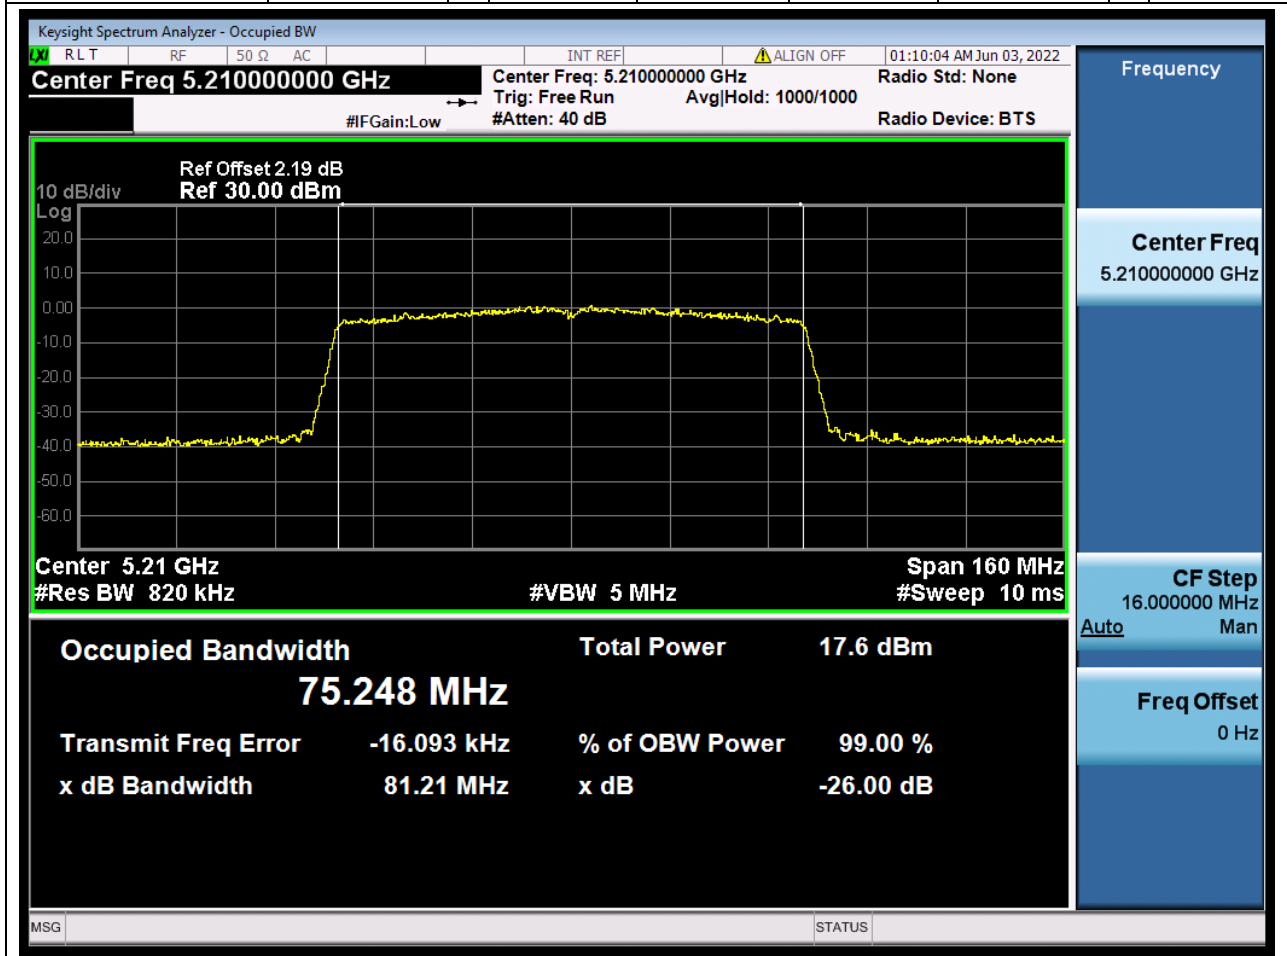 Keysight Spectrum Analyzer - Occupied BW
LXI RLT RF 50 Ω AC INT REF ALIGN OFF 01:10:04 AM Jun 03, 2022
Center Freq 5.210000000 GHz
Center Freq: 5.210000000 GHz
Radio Std: None
Trig: Free Run Avg|Hold: 1000/1000
#IFGain:Low
#Atten: 40 dB
Radio Device: BTS
Ref Offset 2.19 dB
10 dB/div Ref 30.00 dBm
Log
20.0
10.0
0.00
-10.0
-20.0
-30.0
-40.0
-50.0
-60.0
Center 5.21 GHz Span 160 MHz
#Res BW 820 kHz #VBW 5 MHz #Sweep 10 ms
Occupied Bandwidth Total Power 17.6 dBm
75.248 MHz
Transmit Freq Error -16.093 kHz % of OBW Power 99.00 %
x dB Bandwidth 81.21 MHz x dB -26.00 dB
Frequency
Center Freq
5.210000000 GHz
CF Step
16.000000 MHz
Auto Man
Freq Offset
0 Hz
MSG STATUS